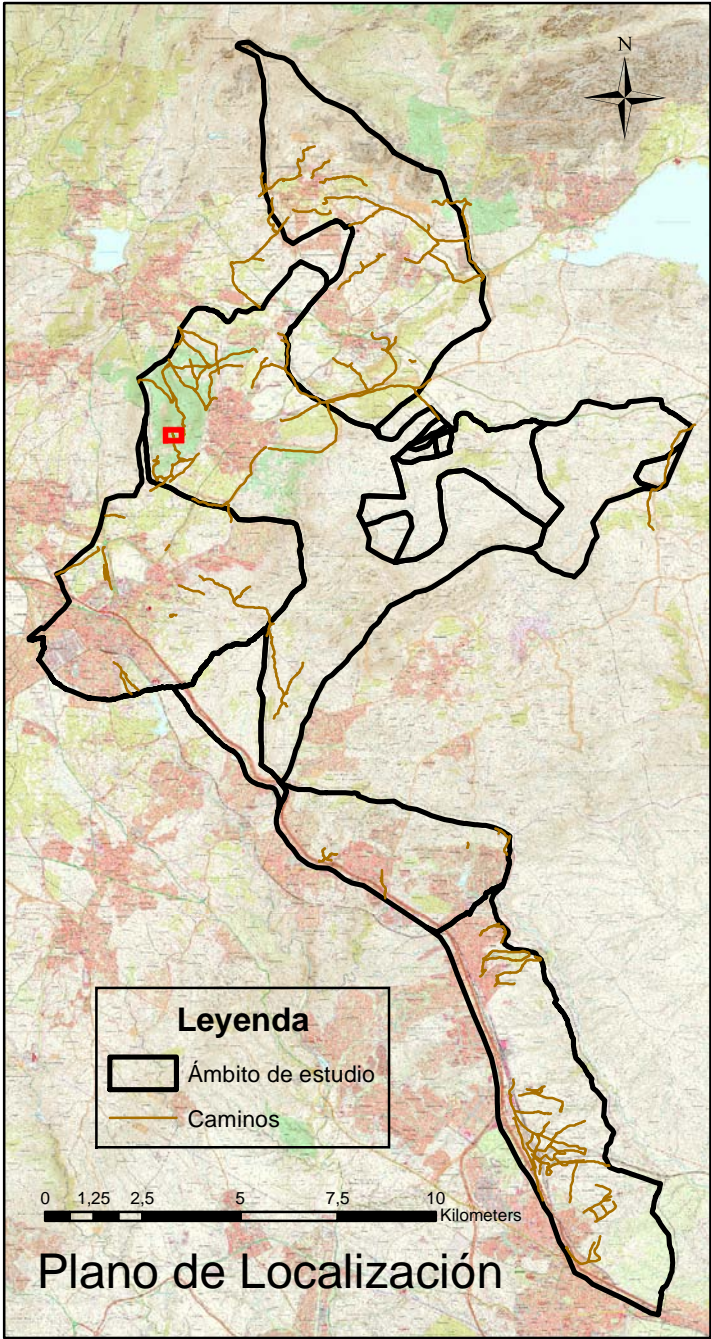 N
Leyenda
Ámbito de estudio
Caminos
0 1,25 2,5 5 7,5 10
Kilometers
Plano de Localización